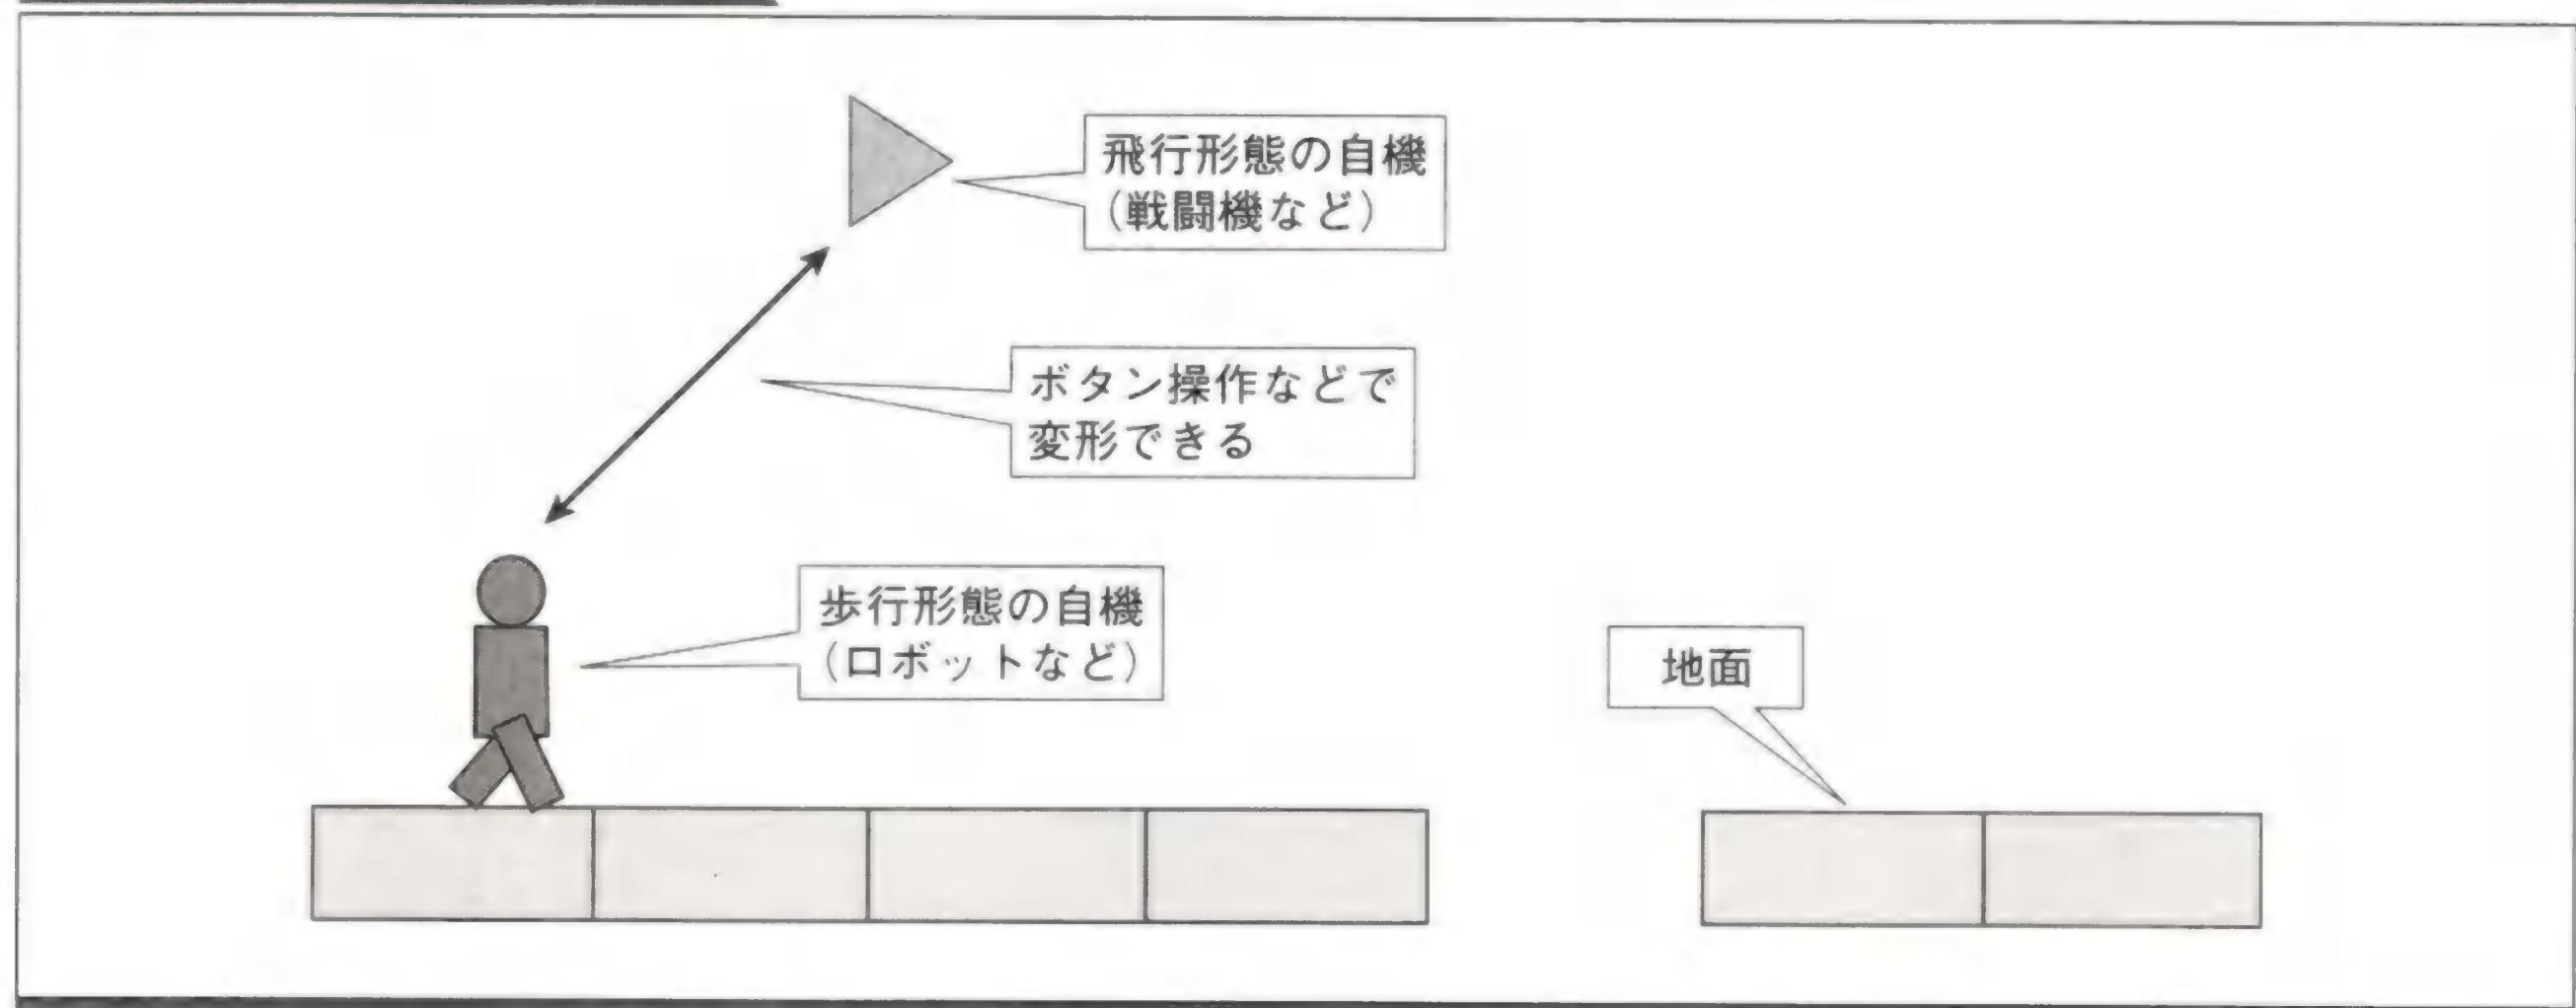 飛行形態の自機
(戦闘機など)
ボタン操作などで
変形できる
歩行形態の自機
(ロボットなど)
地面